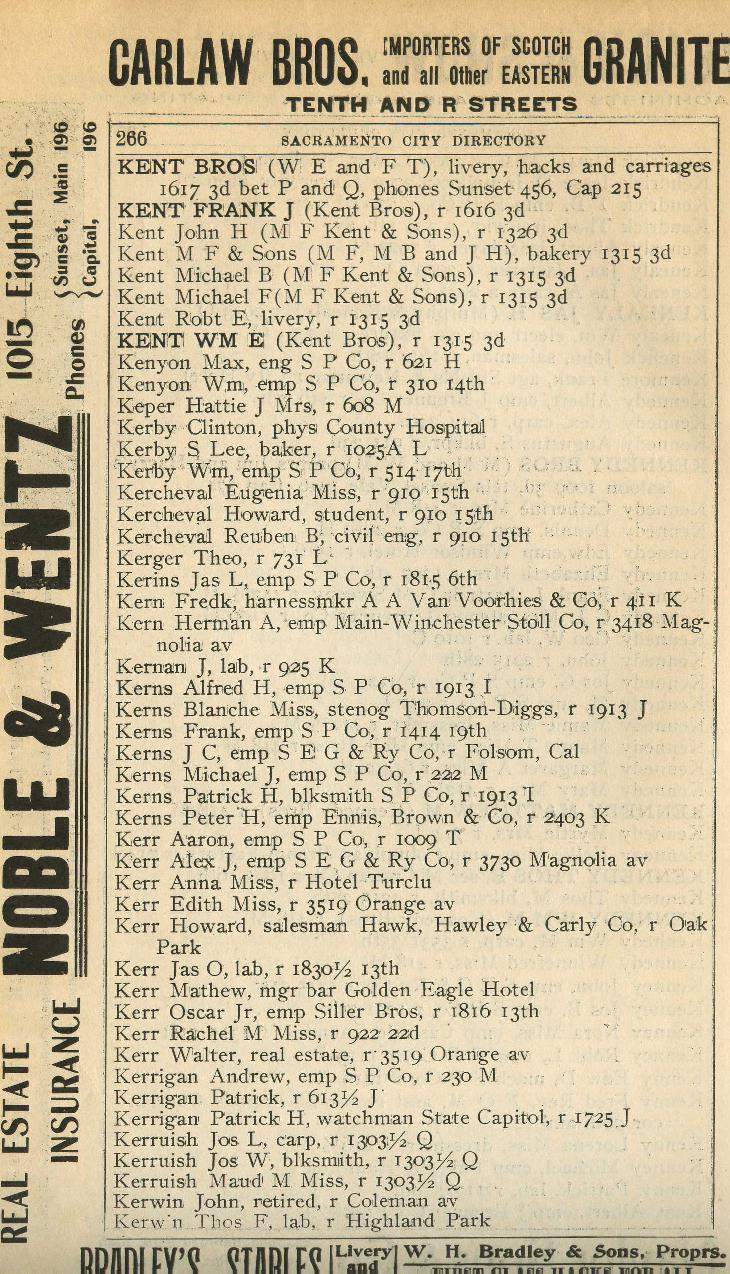 CARLAW BROS. IMPORTERS OF SCOTCH and all Other EASTERN GRANITE
TENTH AND R STREETS
266 SACRAMENTO CITY DIRECTORY
KENT BROS (W E and F T), livery, hacks and carriages
1617 3d bet P and Q, phones Sunset 456, Cap 215
KENT FRANK J (Kent Bros), r 1616 3d
Kent John H (M F Kent & Sons), r 1326 3d
Kent M F & Sons (M F, M B and J H), bakery 1315 3d
Kent Michael B (M F Kent & Sons), r 1315 3d
Kent Michael F(M F Kent & Sons), r 1315 3d
Kent Robt E, livery, r 1315 3d
KENT WM E (Kent Bros), r 1315 3d
Kenyon Max, eng S P Co, r 621 H
Kenyon Wm, emp S P Co, r 310 14th
Keper Hattie J Mrs, r 608 M
Kerby Clinton, phys County Hospital
Kerby S Lee, baker, r 1025A L
Kerby Wm, emp S P Co, r 514 17th
Kercheval Eugenia Miss, r 910 15th
Kercheval Howard, student, r 910 15th
Kercheval Reuben B, civil eng, r 910 15th
Kerger Theo, r 731 L
Kerins Jas L, emp S P Co, r 1815 6th
Kern Fredk, harnessmkr A A Van Voorhies & Co, r 411 K
Kern Herman A, emp Main-Winchester Stoll Co, r 3418 Mag-
nolia av
Kernan J, lab, r 925 K
Kerns Alfred H, emp S P Co, r 1913 I
Kerns Blanche Miss, stenog Thomson-Diggs, r 1913 J
Kerns Frank, emp S P Co, r 1414 19th
Kerns J C, emp S E G & Ry Co, r Folsom, Cal
Kerns Michael J, emp S P Co, r 222 M
Kerns Patrick H, blksmith S P Co, r 1913 I
Kerns Peter H, emp Ennis, Brown & Co, r 2403 K
Kerr Aaron, emp S P Co, r 1009 T
Kerr Alex J, emp S E G & Ry Co, r 3730 Magnolia av
Kerr Anna Miss, r Hotel Turclu
Kerr Edith Miss, r 3519 Orange av
Kerr Howard, salesman Hawk, Hawley & Carly Co, r Oak
Park
Kerr Jas O, lab, r 1830½ 13th
Kerr Mathew, mgr bar Golden Eagle Hotel
Kerr Oscar Jr, emp Siller Bros, r 1816 13th
Kerr Rachel M Miss, r 922 22d
Kerr Walter, real estate, r 3519 Orange av
Kerrigan Andrew, emp S P Co, r 230 M
Kerrigan Patrick, r 613½ J
Kerrigan Patrick H, watchman State Capitol, r 1725 J
Kerruish Jos L, carp, r 1303½ Q
Kerruish Jos W, blksmith, r 1303½ Q
Kerruish Maud M Miss, r 1303½ Q
Kerwin John, retired, r Coleman av
Kerw'n Thos F, lab, r Highland Park
REAL ESTATE INSURANCE NOBLE & WENTZ 1015 Eighth St. Phones { Sunset, Main 196
Capital, 196
BRADLEY'S STABLES Livery and W. H. Bradley & Sons, Proprs.
FIRST CLASS HACKS FOR ALL